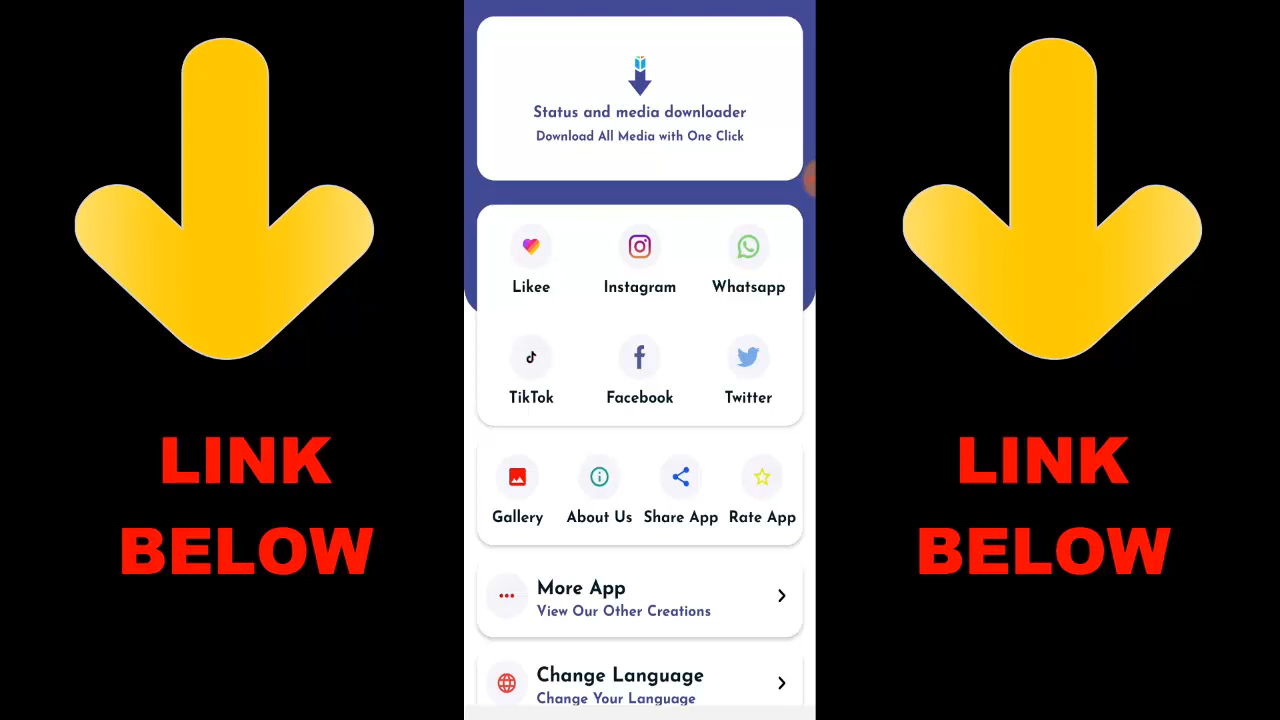 Status and media downloader
Download All Media with One Click
Likee Instagram Whatsapp
TikTok Facebook Twitter
LINK
BELOW
LINK
BELOW
Gallery About Us Share App Rate App
More App
View Our Other Creations
Change Language
Change Your Language